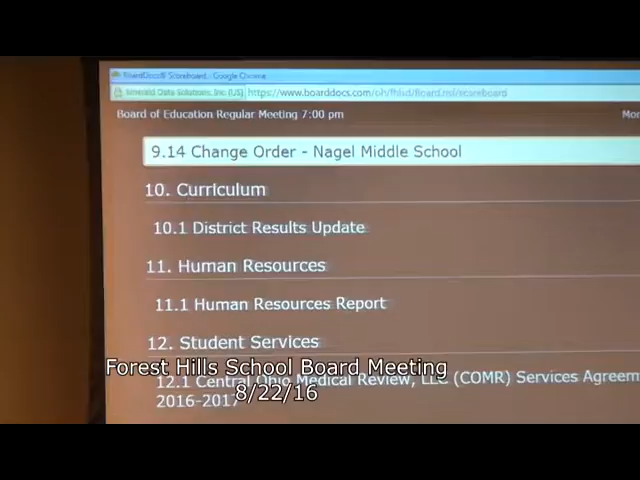 BoardDocs® Scoreboard - Google Chrome
Emerald Data Solutions, Inc [US] https://www.boarddocs.com/oh/fhlsd/Board.nsf/scoreboard
Board of Education Regular Meeting 7:00 pm Mon
9.14 Change Order - Nagel Middle School
10. Curriculum
10.1 District Results Update
11. Human Resources
11.1 Human Resources Report
12. Student Services
12.1 Central Ohio Medical Review, LLC (COMR) Services Agreem
2016-2017
Forest Hills School Board Meeting
8/22/16